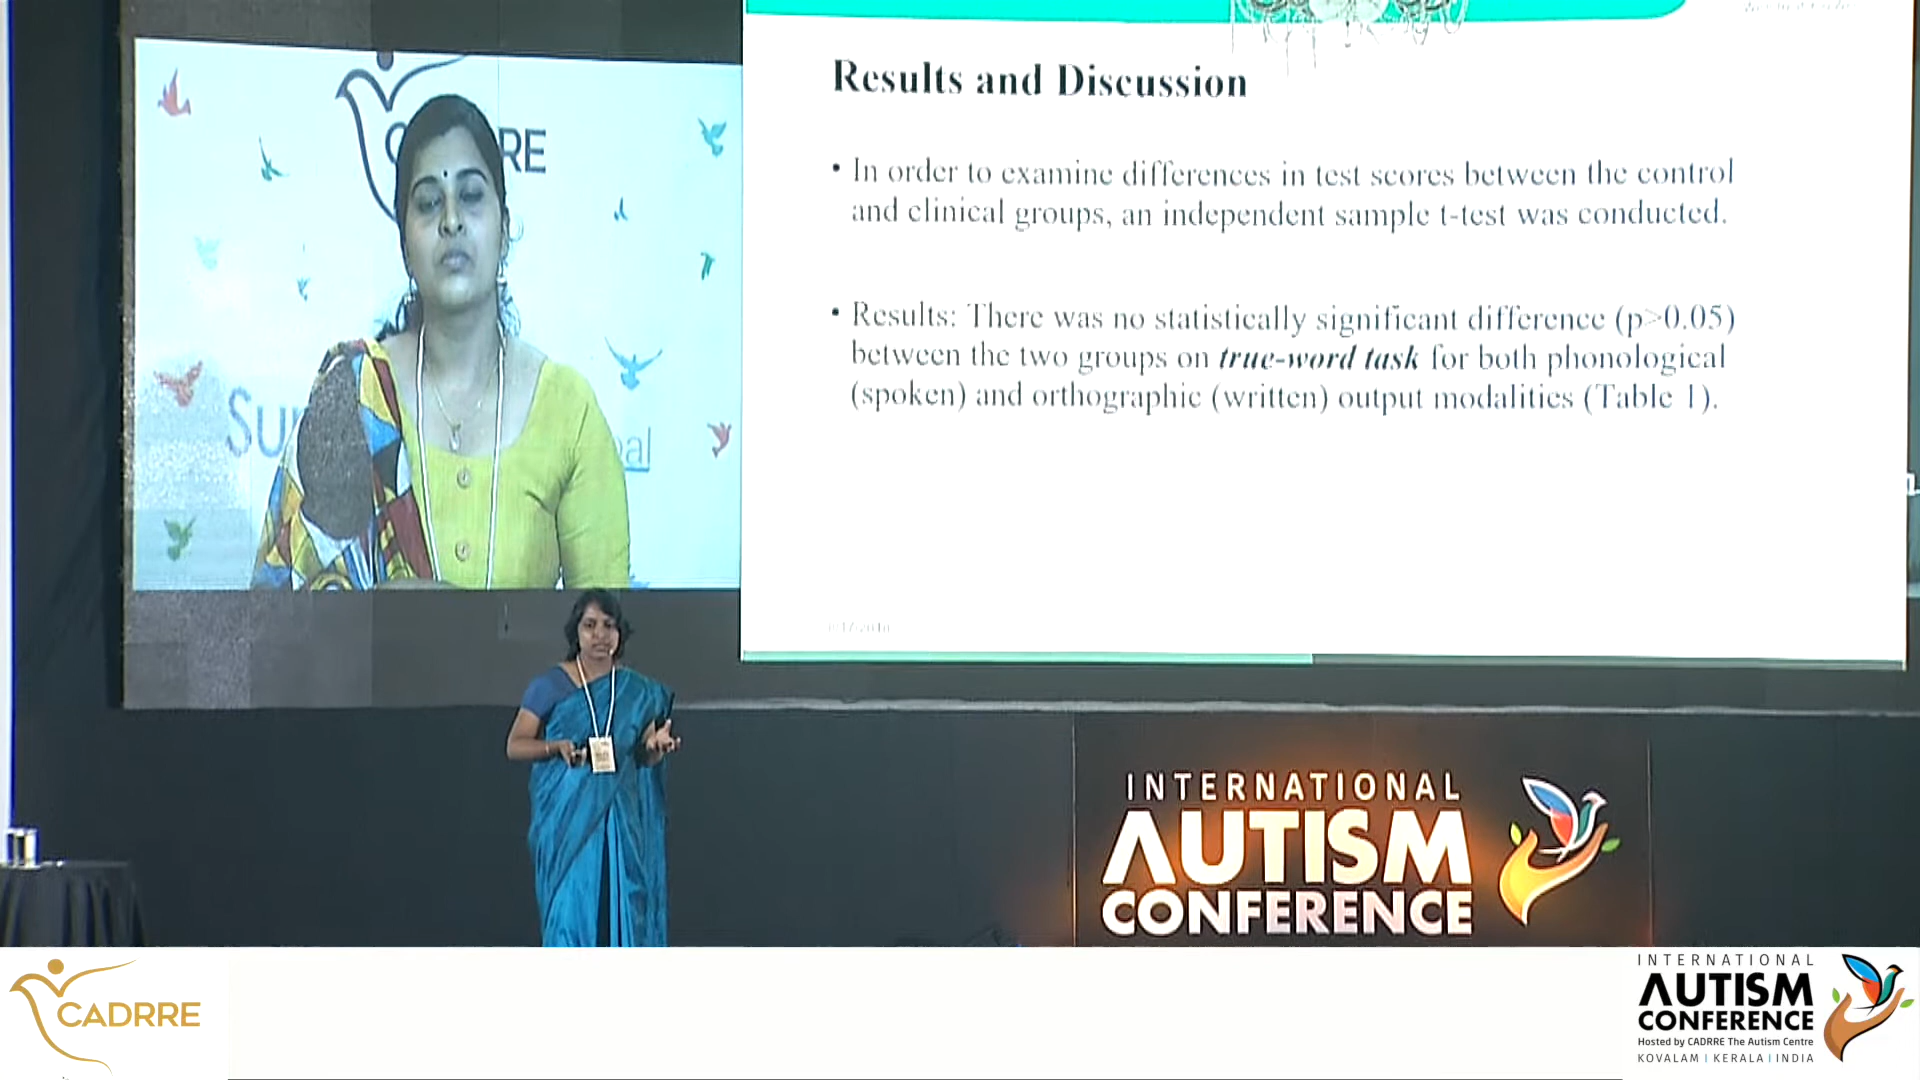 RE
Su
al
Results and Discussion
• In order to examine differences in test scores between the control
and clinical groups, an independent sample t-test was conducted.
• Results: There was no statistically significant difference (p>0.05)
between the two groups on true-word task for both phonological
(spoken) and orthographic (written) output modalities (Table 1).
INTERNATIONAL
AUTISM
CONFERENCE
CADRRE
INTERNATIONAL
AUTISM
CONFERENCE
Hosted by CADRRE The Autism Centre
KOVALAM | KERALA | INDIA